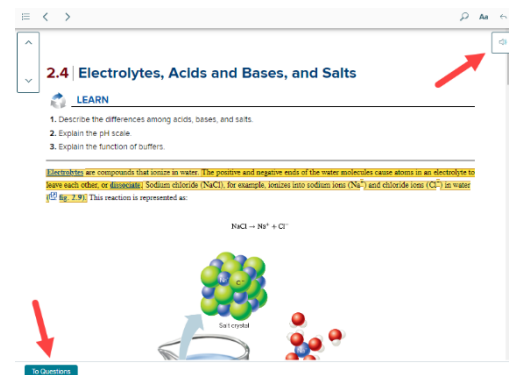 Aa
2.4 | Electrolytes, Acids and Bases, and Salts
LEARN
1. Describe the differences among acids, bases, and salts.
2. Explain the pH scale.
3. Explain the function of buffers.
Electrolytes are compounds that ionize in water. The positive and negative ends of the water molecules cause atoms in an electrolyte to
leave each other, or dissociate. Sodium chloride (NaCl), for example, ionizes into sodium ions (Na⁺) and chloride ions (Cl⁻) in water
(fig. 2.9). This reaction is represented as:
NaCl → Na⁺ + Cl⁻
Salt crystal
To Questions